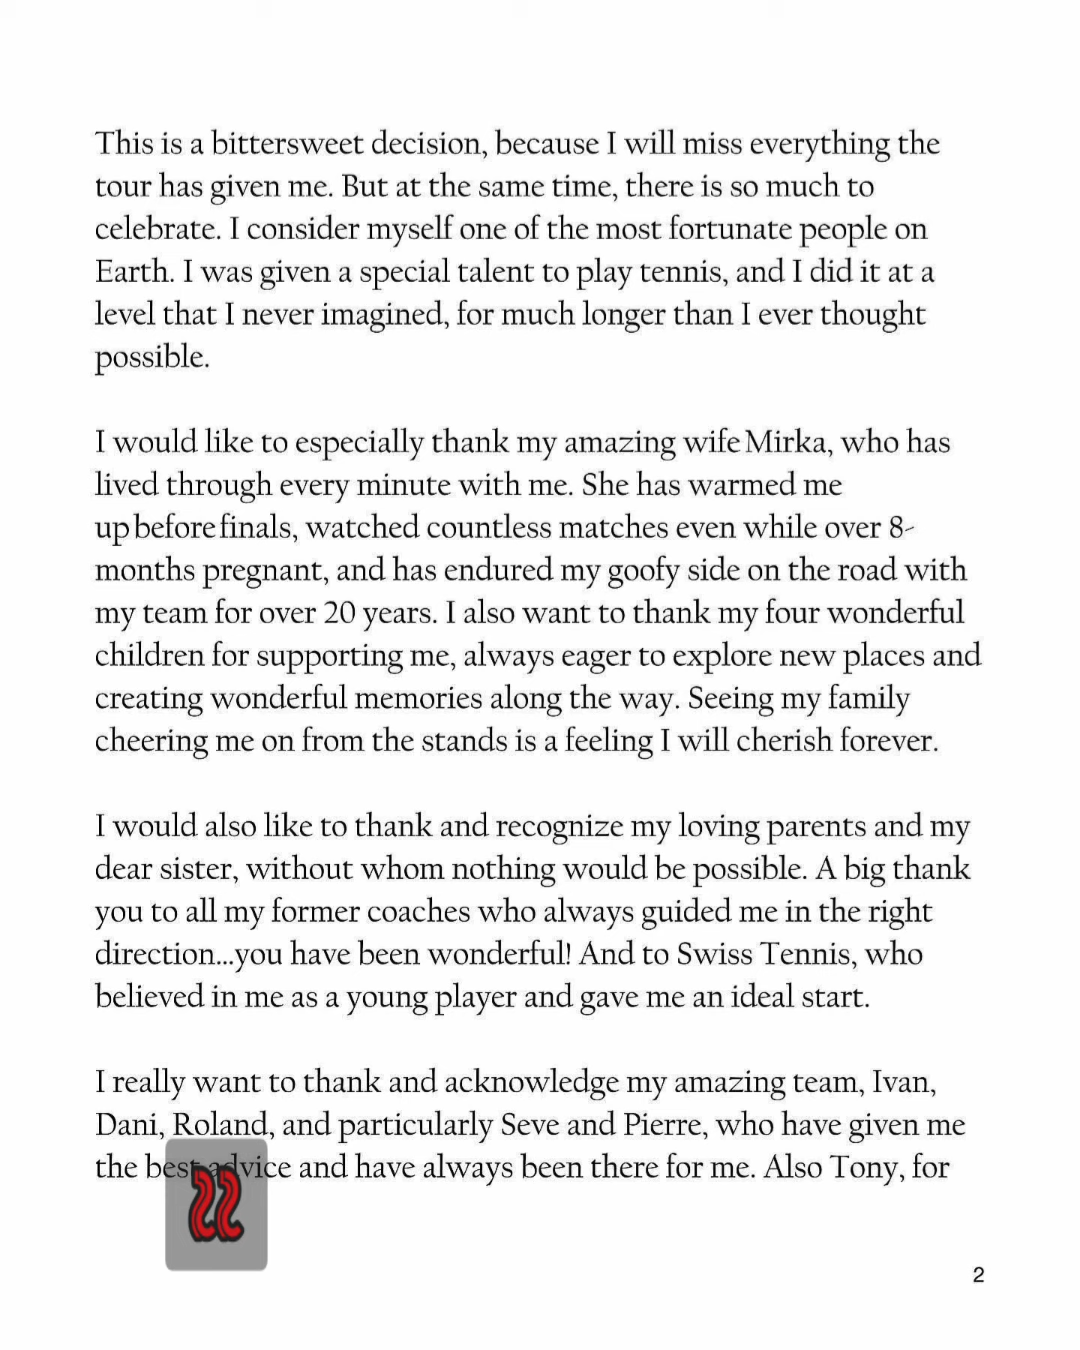 This is a bittersweet decision, because I will miss everything the
tour has given me. But at the same time, there is so much to
celebrate. I consider myself one of the most fortunate people on
Earth. I was given a special talent to play tennis, and I did it at a
level that I never imagined, for much longer than I ever thought
possible.
I would like to especially thank my amazing wife Mirka, who has
lived through every minute with me. She has warmed me
up before finals, watched countless matches even while over 8-
months pregnant, and has endured my goofy side on the road with
my team for over 20 years. I also want to thank my four wonderful
children for supporting me, always eager to explore new places and
creating wonderful memories along the way. Seeing my family
cheering me on from the stands is a feeling I will cherish forever.
I would also like to thank and recognize my loving parents and my
dear sister, without whom nothing would be possible. A big thank
you to all my former coaches who always guided me in the right
direction...you have been wonderful! And to Swiss Tennis, who
believed in me as a young player and gave me an ideal start.
I really want to thank and acknowledge my amazing team, Ivan,
Dani, Roland, and particularly Seve and Pierre, who have given me
the best advice and have always been there for me. Also Tony, for
2